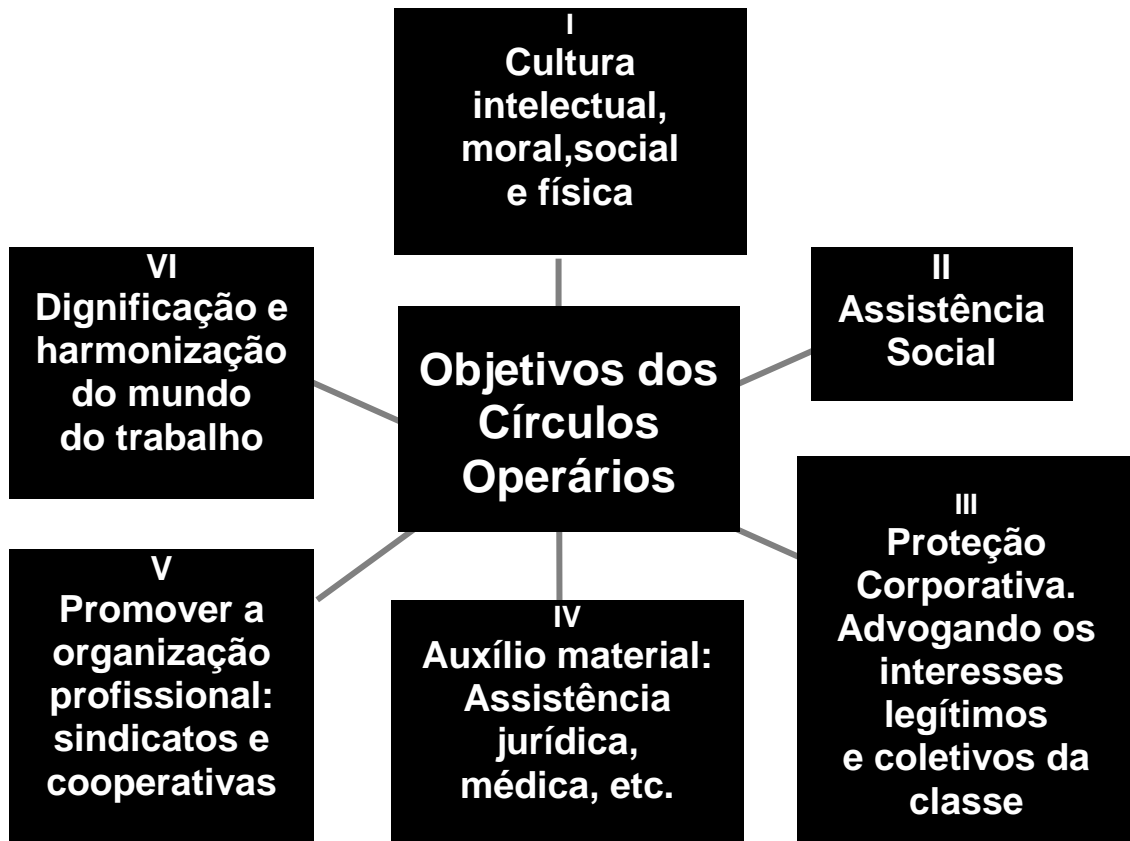 I
Cultura
intelectual,
moral,social
e física
VI
Dignificação e
harmonização
do mundo
do trabalho
II
Assistência
Social
Objetivos dos
Círculos
Operários
III
Proteção
Corporativa.
Advogando os
interesses
legítimos
e coletivos da
classe
V
Promover a
organização
profissional:
sindicatos e
cooperativas
IV
Auxílio material:
Assistência
jurídica,
médica, etc.